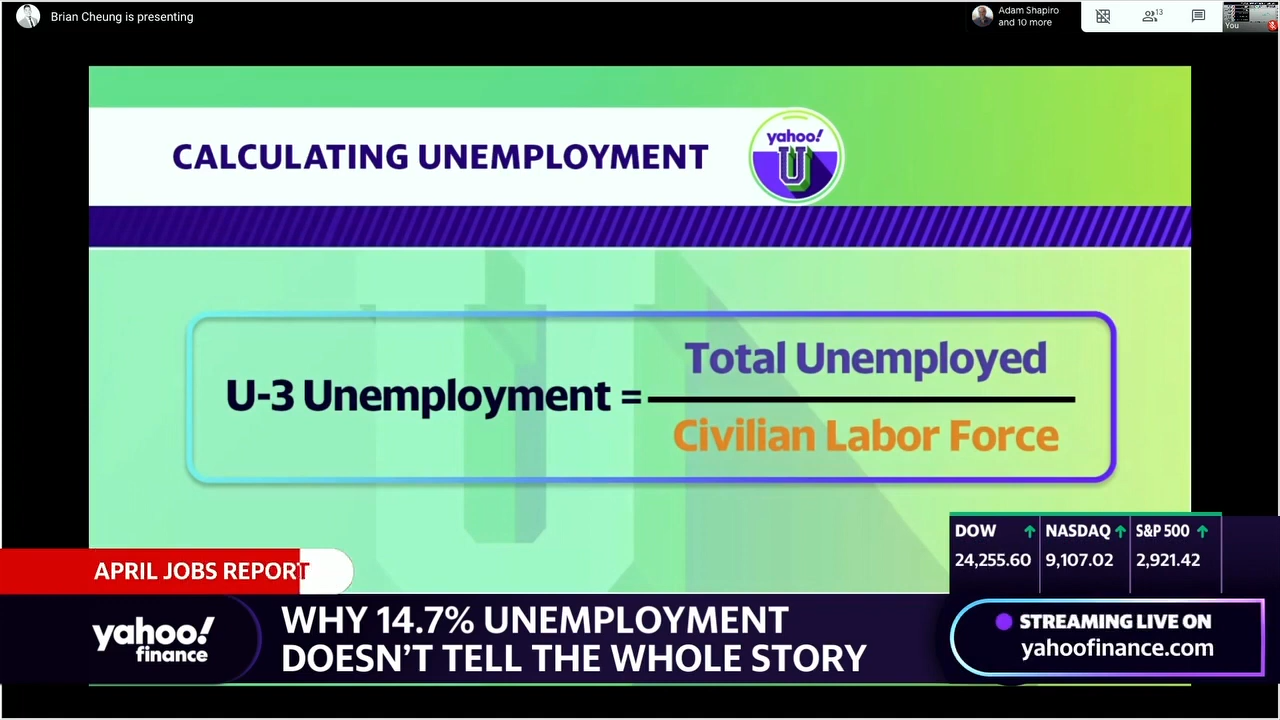 Brian Cheung is presenting
Adam Shapiro
and 10 more
13
You
CALCULATING UNEMPLOYMENT
yahoo!
U
U-3 Unemployment =
Total Unemployed
Civilian Labor Force
DOW
24,255.60
NASDAQ
9,107.02
S&P 500
2,921.42
APRIL JOBS REPORT
yahoo!
finance
WHY 14.7% UNEMPLOYMENT
DOESN'T TELL THE WHOLE STORY
STREAMING LIVE ON
yahoofinance.com